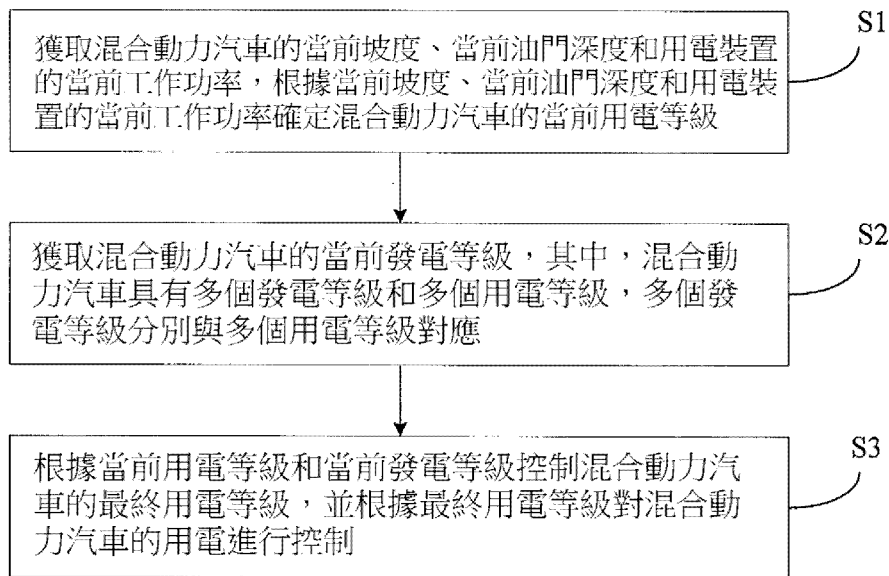 獲取混合動力汽車的當前坡度、當前油門深度和用電裝置
的當前工作功率，根據當前坡度、當前油門深度和用電裝
置的當前工作功率確定混合動力汽車的當前用電等級
S1
獲取混合動力汽車的當前發電等級，其中，混合動
力汽車具有多個發電等級和多個用電等級，多個發
電等級分別與多個用電等級對應
S2
根據當前用電等級和當前發電等級控制混合動力汽
車的最終用電等級，並根據最終用電等級對混合動
力汽車的用電進行控制
S3